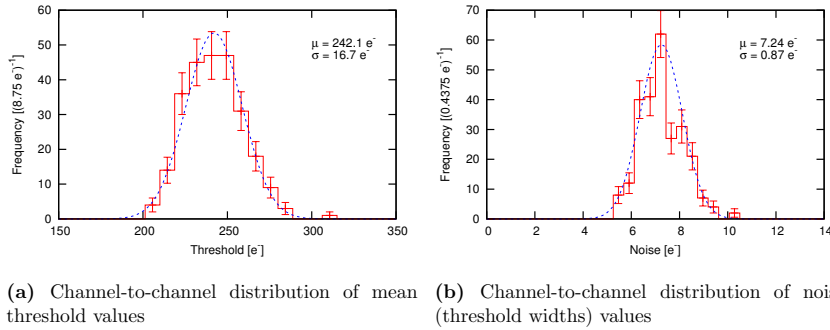 60
50
40
30
20
10
0
150 200 250 300 350
Frequency [(8.75 e⁻)⁻¹]
Threshold [e⁻]
μ = 242.1 e⁻
σ = 16.7 e⁻
70
60
50
40
30
20
10
0
0 2 4 6 8 10 12 14
Frequency [(0.4375 e⁻)⁻¹]
Noise [e⁻]
μ = 7.24 e⁻
σ = 0.87 e⁻
(a) Channel-to-channel distribution of mean
threshold values
(b) Channel-to-channel distribution of nois
(threshold widths) values